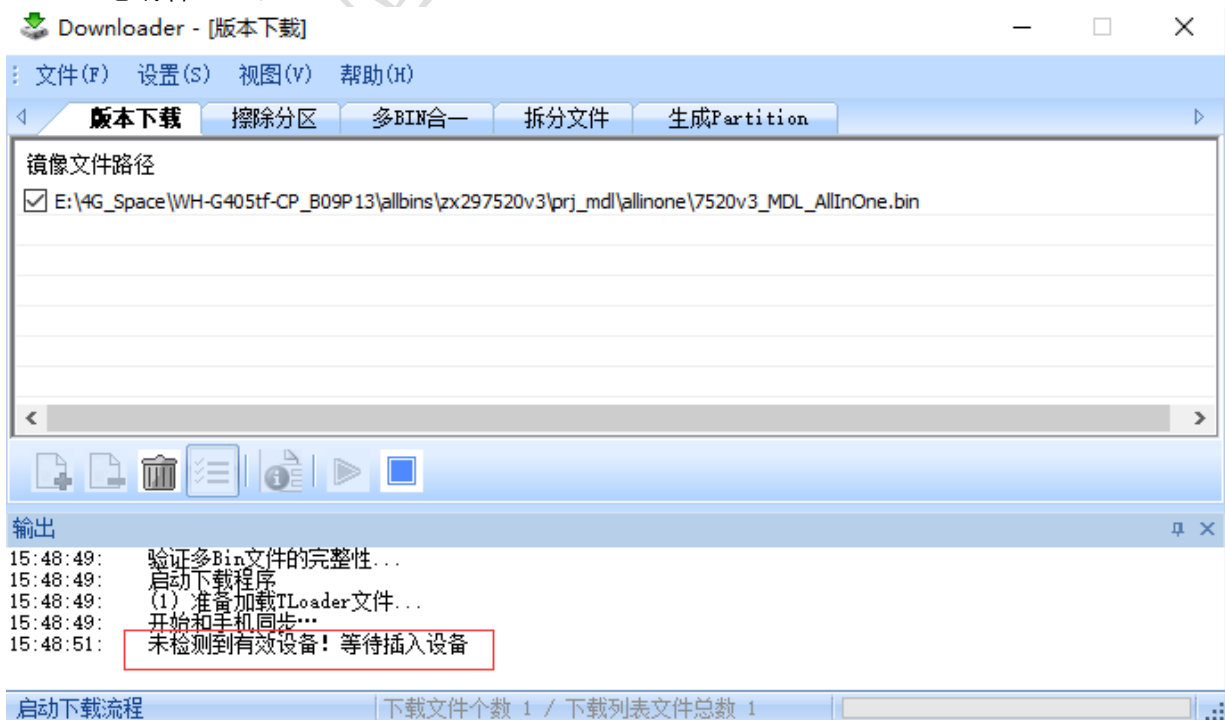 Downloader - [版本下载]
文件(F) 设置(S) 视图(V) 帮助(H)
版本下载 擦除分区 多BIN合一 拆分文件 生成Partition
镜像文件路径
E:\4G_Space\WH-G405tf-CP_B09P13\allbins\zx297520v3\prj_mdl\allinone\7520v3_MDL_AllInOne.bin
输出
15:48:49: 验证多Bin文件的完整性...
15:48:49: 启动下载程序
15:48:49: (1) 准备加载TLoader文件...
15:48:49: 开始和手机同步…
15:48:51: 未检测到有效设备! 等待插入设备
启动下载流程 下载文件个数 1 / 下载列表文件总数 1